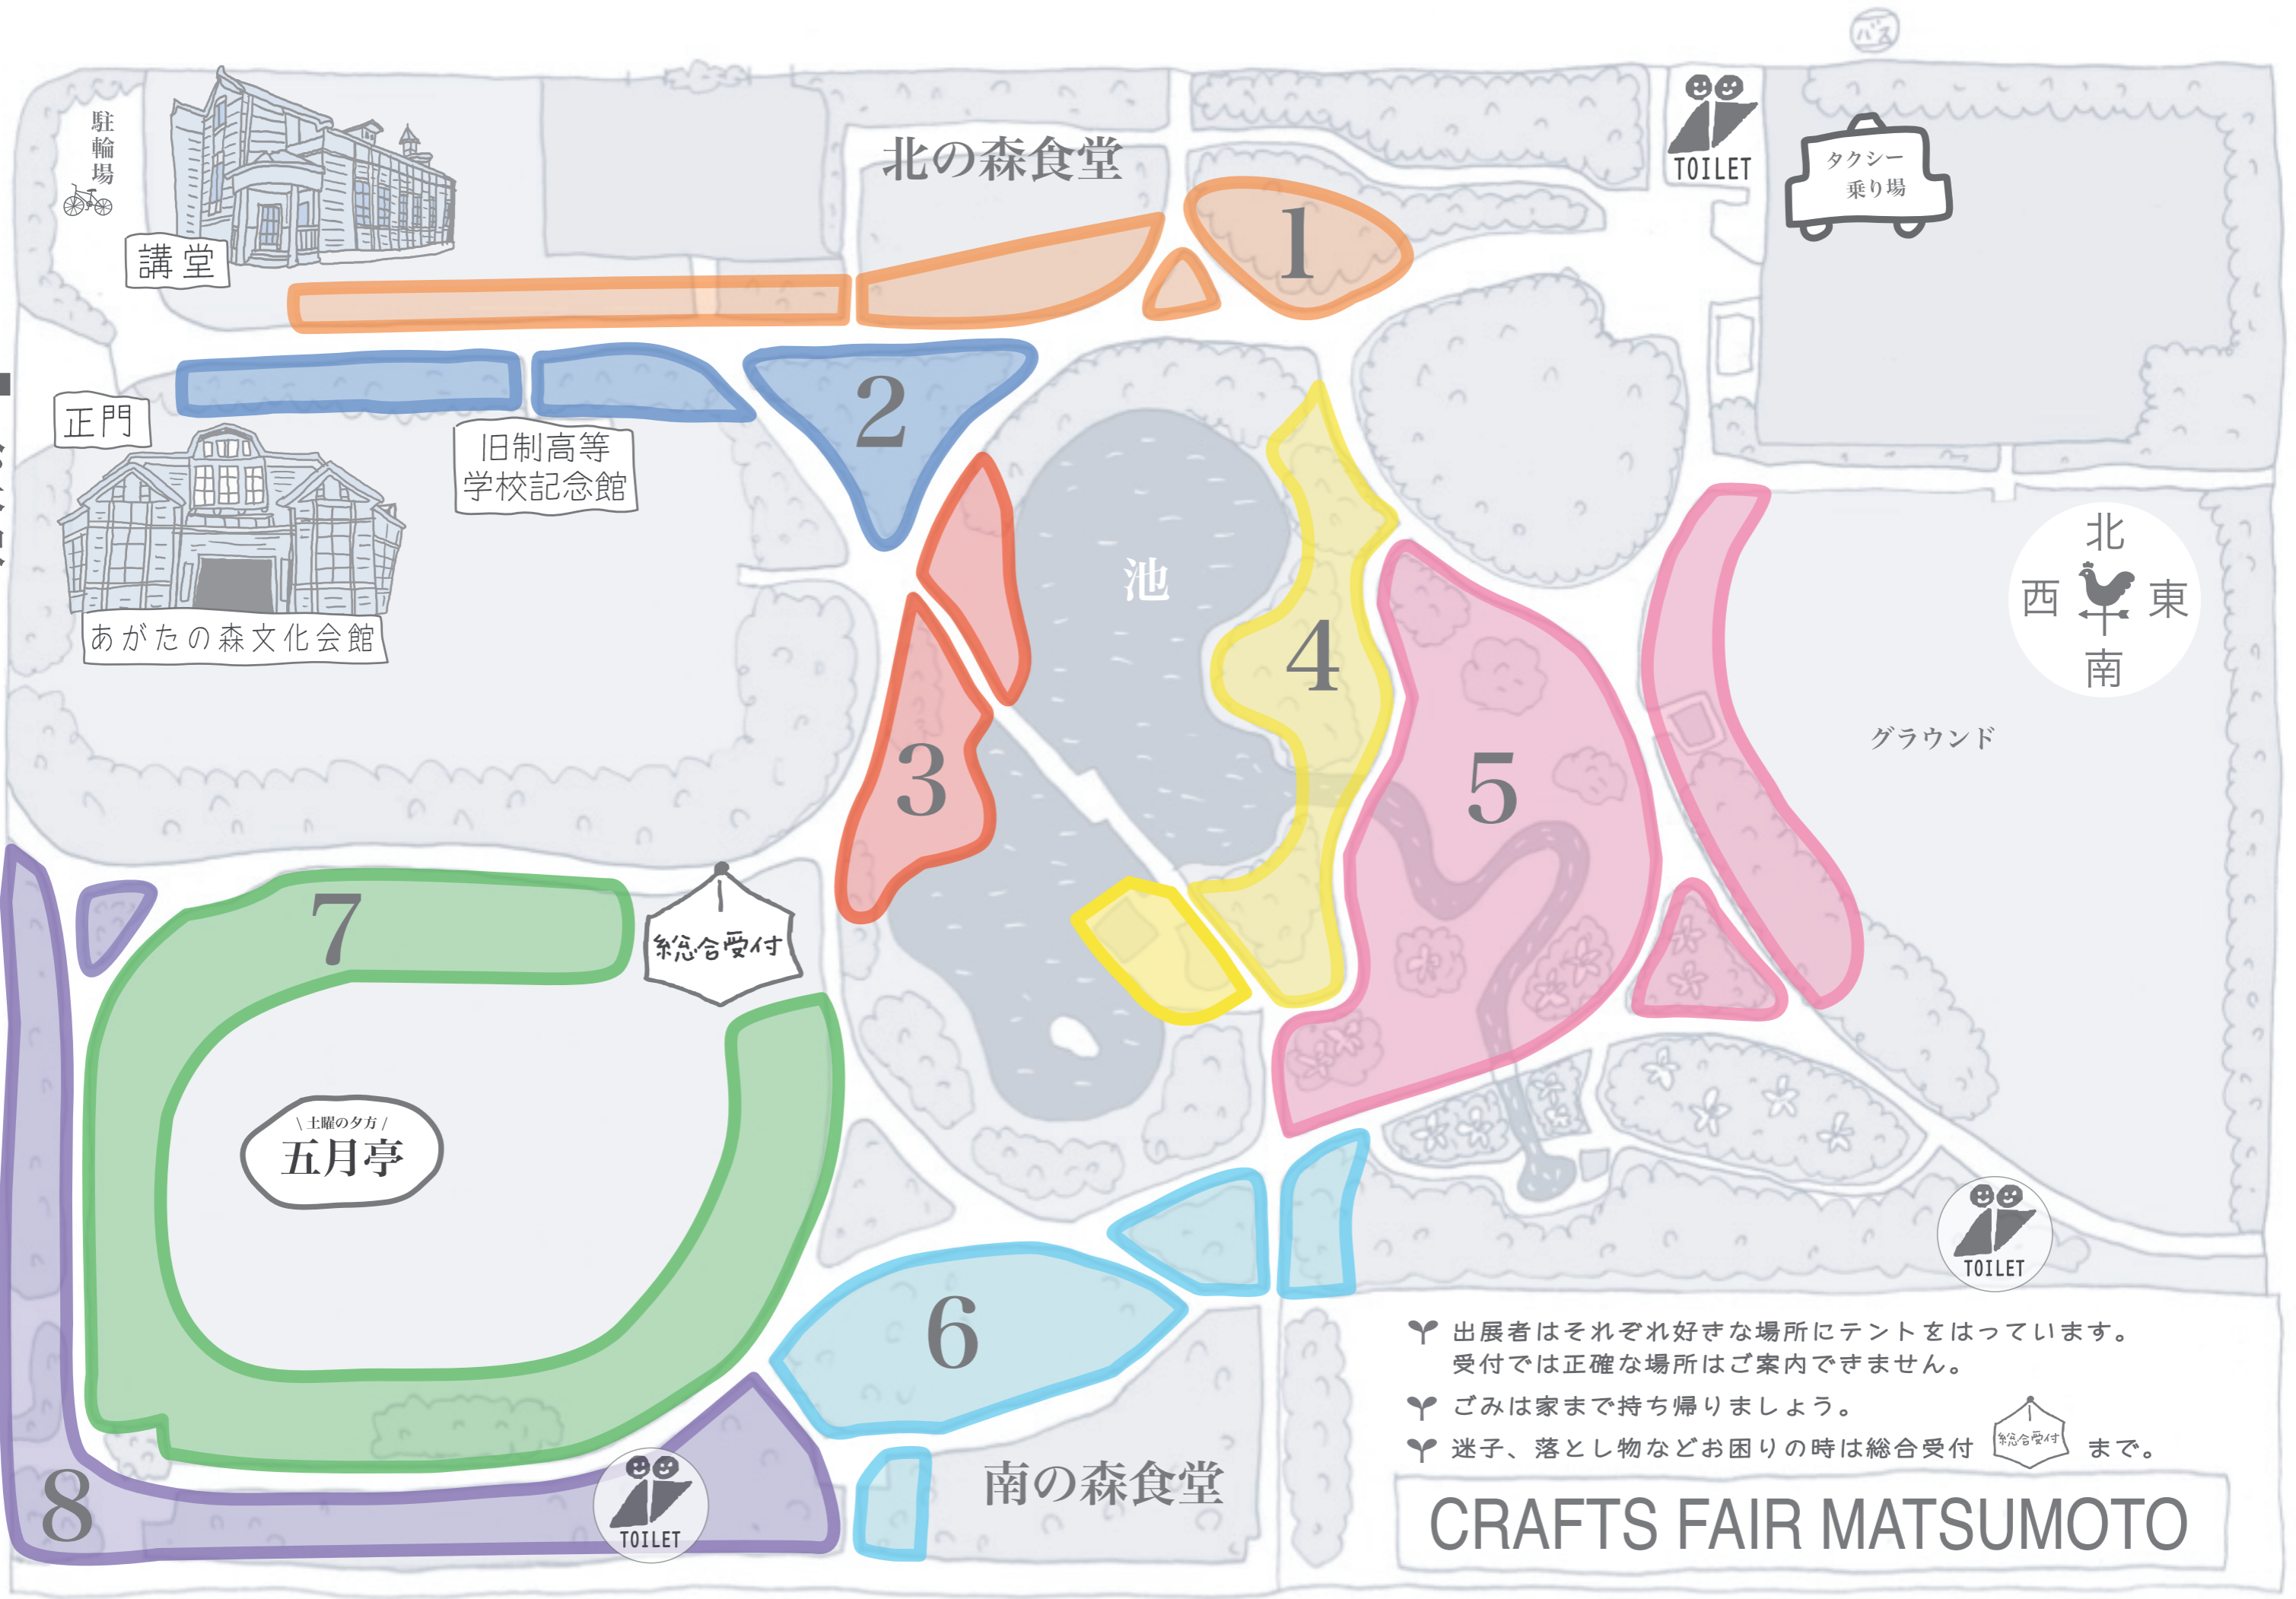 バス
駐輪場
講堂
北の森食堂
TOILET
タクシー
乗り場
1
正門
旧制高等
学校記念館
2
あがたの森文化会館
池
4
3
5
北
西
東
南
グラウンド
7
総合受付
\ 土曜の夕方 /
五月亭
6
8
TOILET
南の森食堂
TOILET
出展者はそれぞれ好きな場所にテントをはっています。
受付では正確な場所はご案内できません。
ごみは家まで持ち帰りましょう。
迷子、落とし物などお困りの時は総合受付 総合受付 まで。
CRAFTS FAIR MATSUMOTO